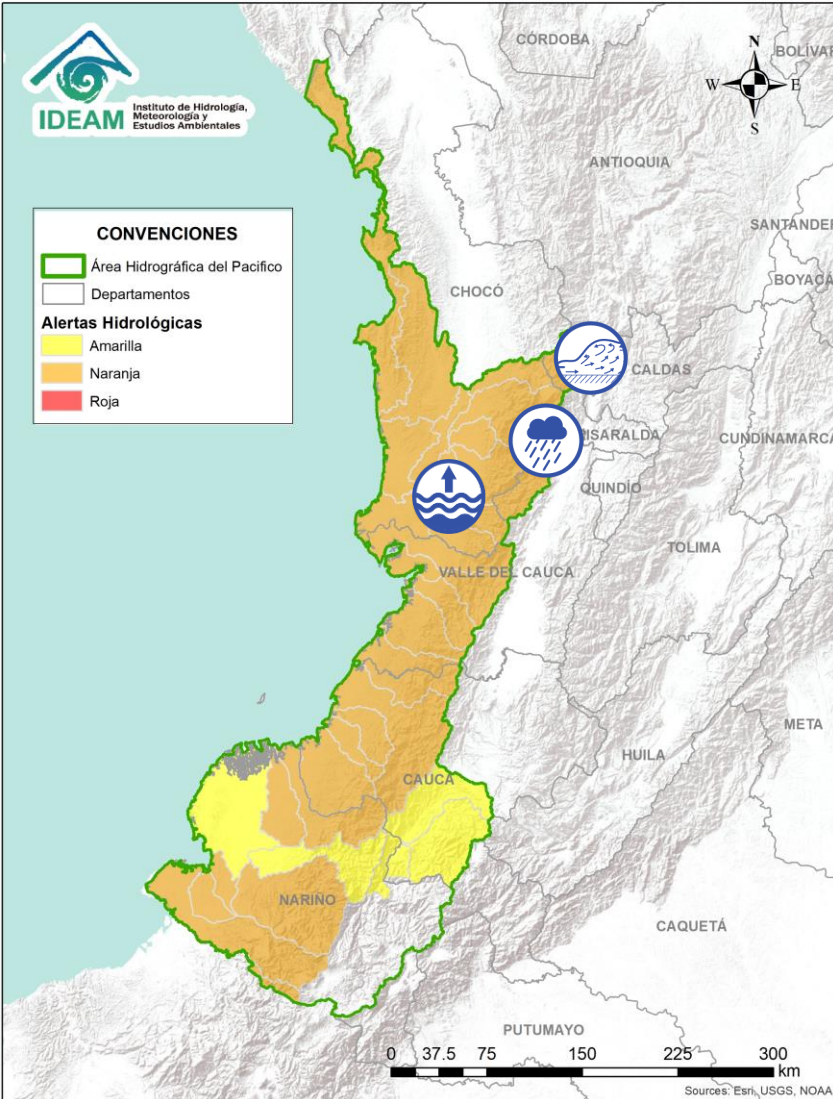 IDEAM
Instituto de Hidrología,
Meteorología y
Estudios Ambientales
N
W E
S
CÓRDOBA
BOLÍVAR
ANTIOQUIA
SANTANDER
BOYACÁ
CHOCÓ
CONVENCIONES
Área Hidrográfica del Pacifico
Departamentos
Alertas Hidrológicas
Amarilla
Naranja
Roja
CALDAS
RISARALDA
CUNDINAMARCA
QUINDÍO
TOLIMA
VALLE DEL CAUCA
META
HUILA
CAUCA
NARIÑO
CAQUETÁ
PUTUMAYO
0 37.5 75 150 225 300
km
Sources: Esri, USGS, NOAA